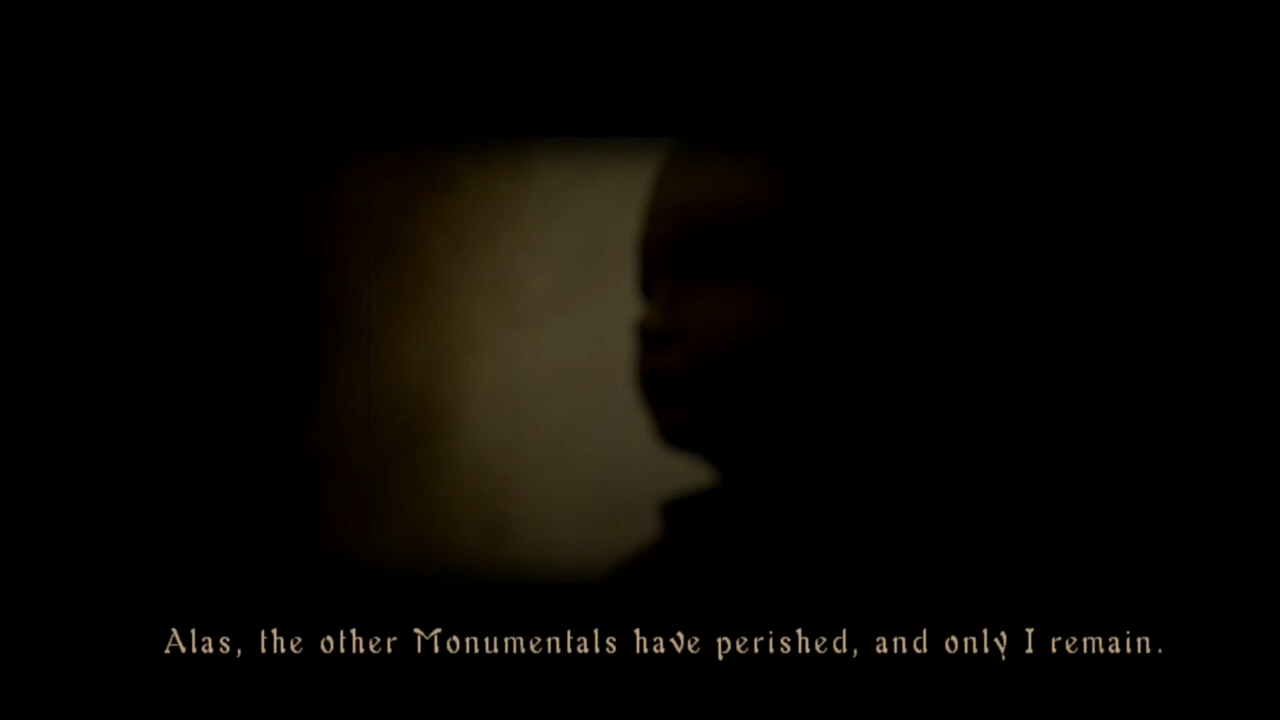 Alas, the other Monumentals have perished, and only I remain.